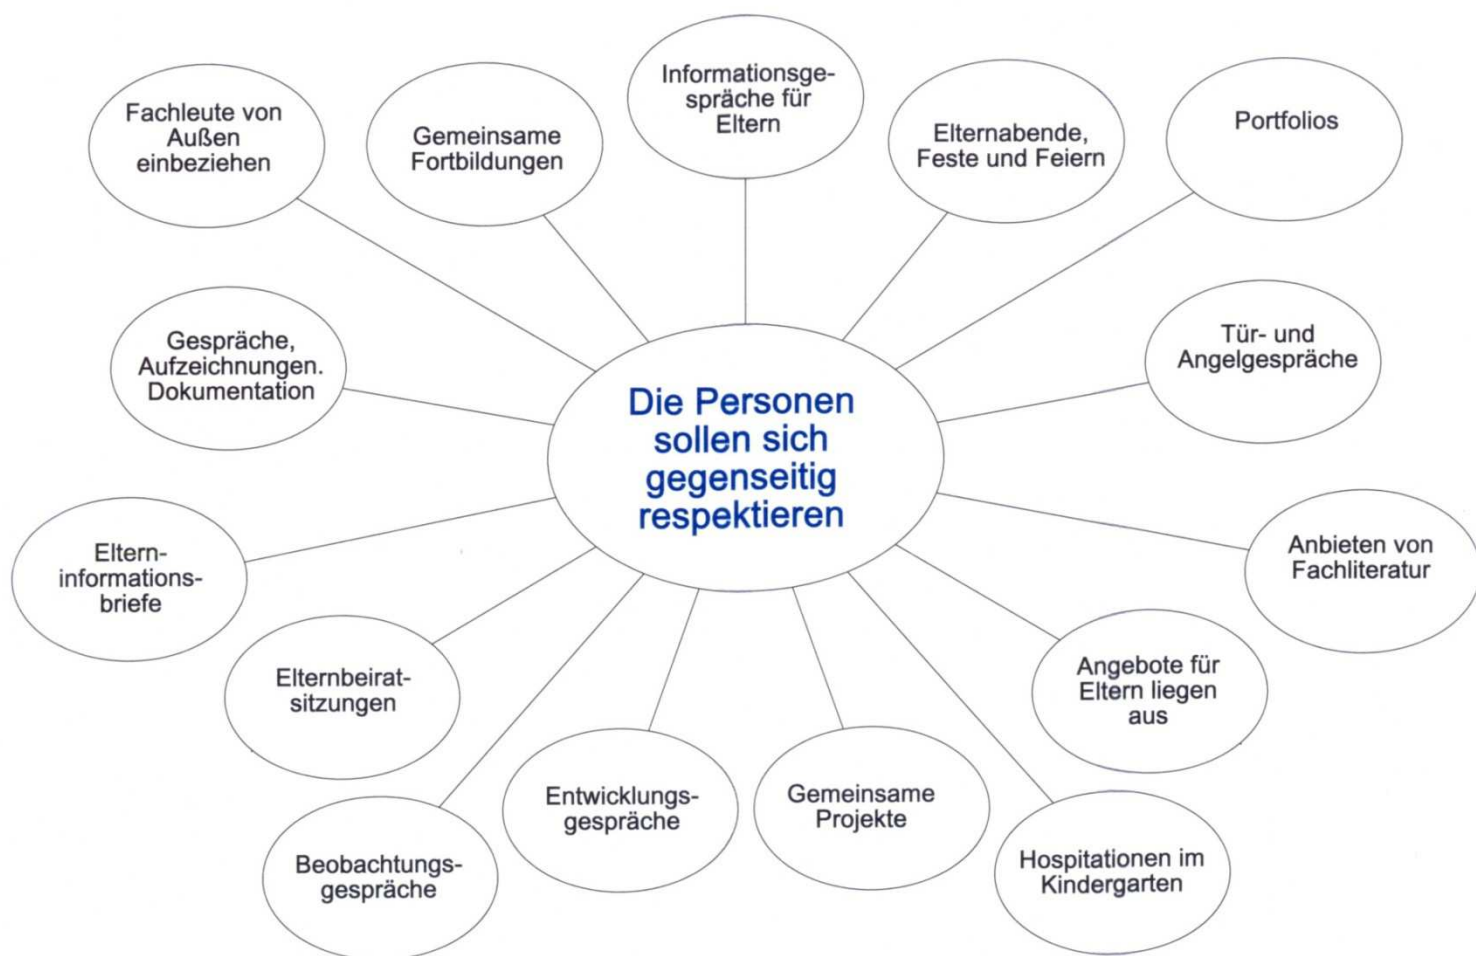 Informationsge-
spräche für
Eltern
Fachleute von
Außen
einbeziehen
Gemeinsame
Fortbildungen
Elternabende,
Feste und Feiern
Portfolios
Gespräche,
Aufzeichnungen.
Dokumentation
Tür- und
Angelgespräche
Die Personen
sollen sich
gegenseitig
respektieren
Eltern-
informations-
briefe
Anbieten von
Fachliteratur
Elternbeirat-
sitzungen
Angebote für
Eltern liegen
aus
Entwicklungs-
gespräche
Gemeinsame
Projekte
Beobachtungs-
gespräche
Hospitationen im
Kindergarten